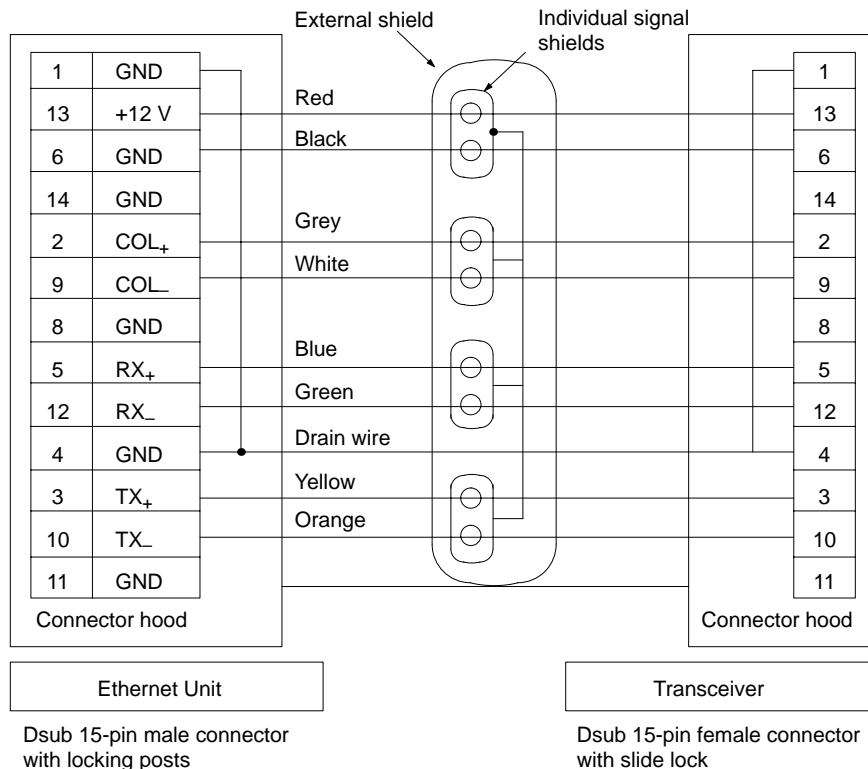 External shield
Individual signal
shields
1 GND
1
13 +12 V
Red
13
6 GND
Black
6
14 GND
14
2 COL+
Grey
2
9 COL–
White
9
8 GND
8
5 RX+
Blue
5
12 RX–
Green
12
4 GND
Drain wire
4
3 TX+
Yellow
3
10 TX–
Orange
10
11 GND
11
Connector hood
Connector hood
Ethernet Unit
Transceiver
Dsub 15-pin male connector
with locking posts
Dsub 15-pin female connector
with slide lock